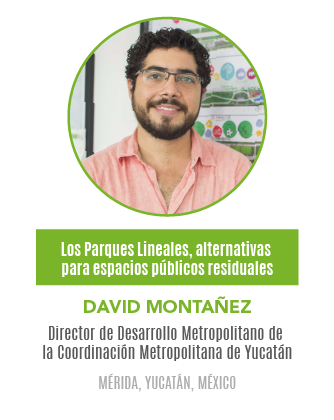 Los Parques Lineales, alternativas
para espacios públicos residuales
DAVID MONTAÑEZ
Director de Desarrollo Metropolitano de
la Coordinación Metropolitana de Yucatán
MÉRIDA, YUCATÁN, MÉXICO